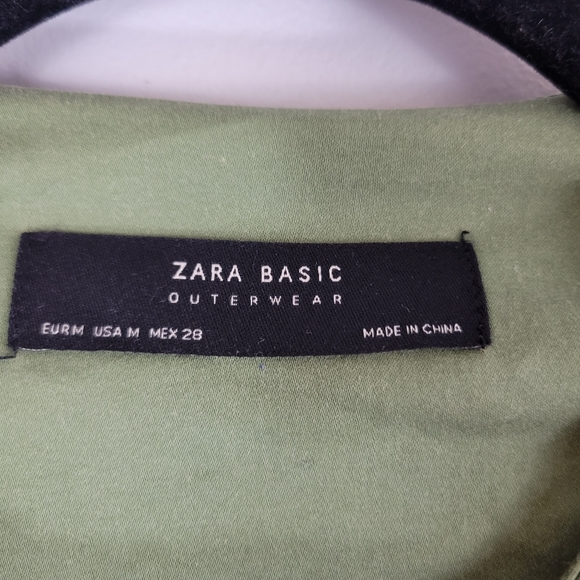 ZARA BASIC
OUTERWEAR
EUR M USA M MEX 28
MADE IN CHINA